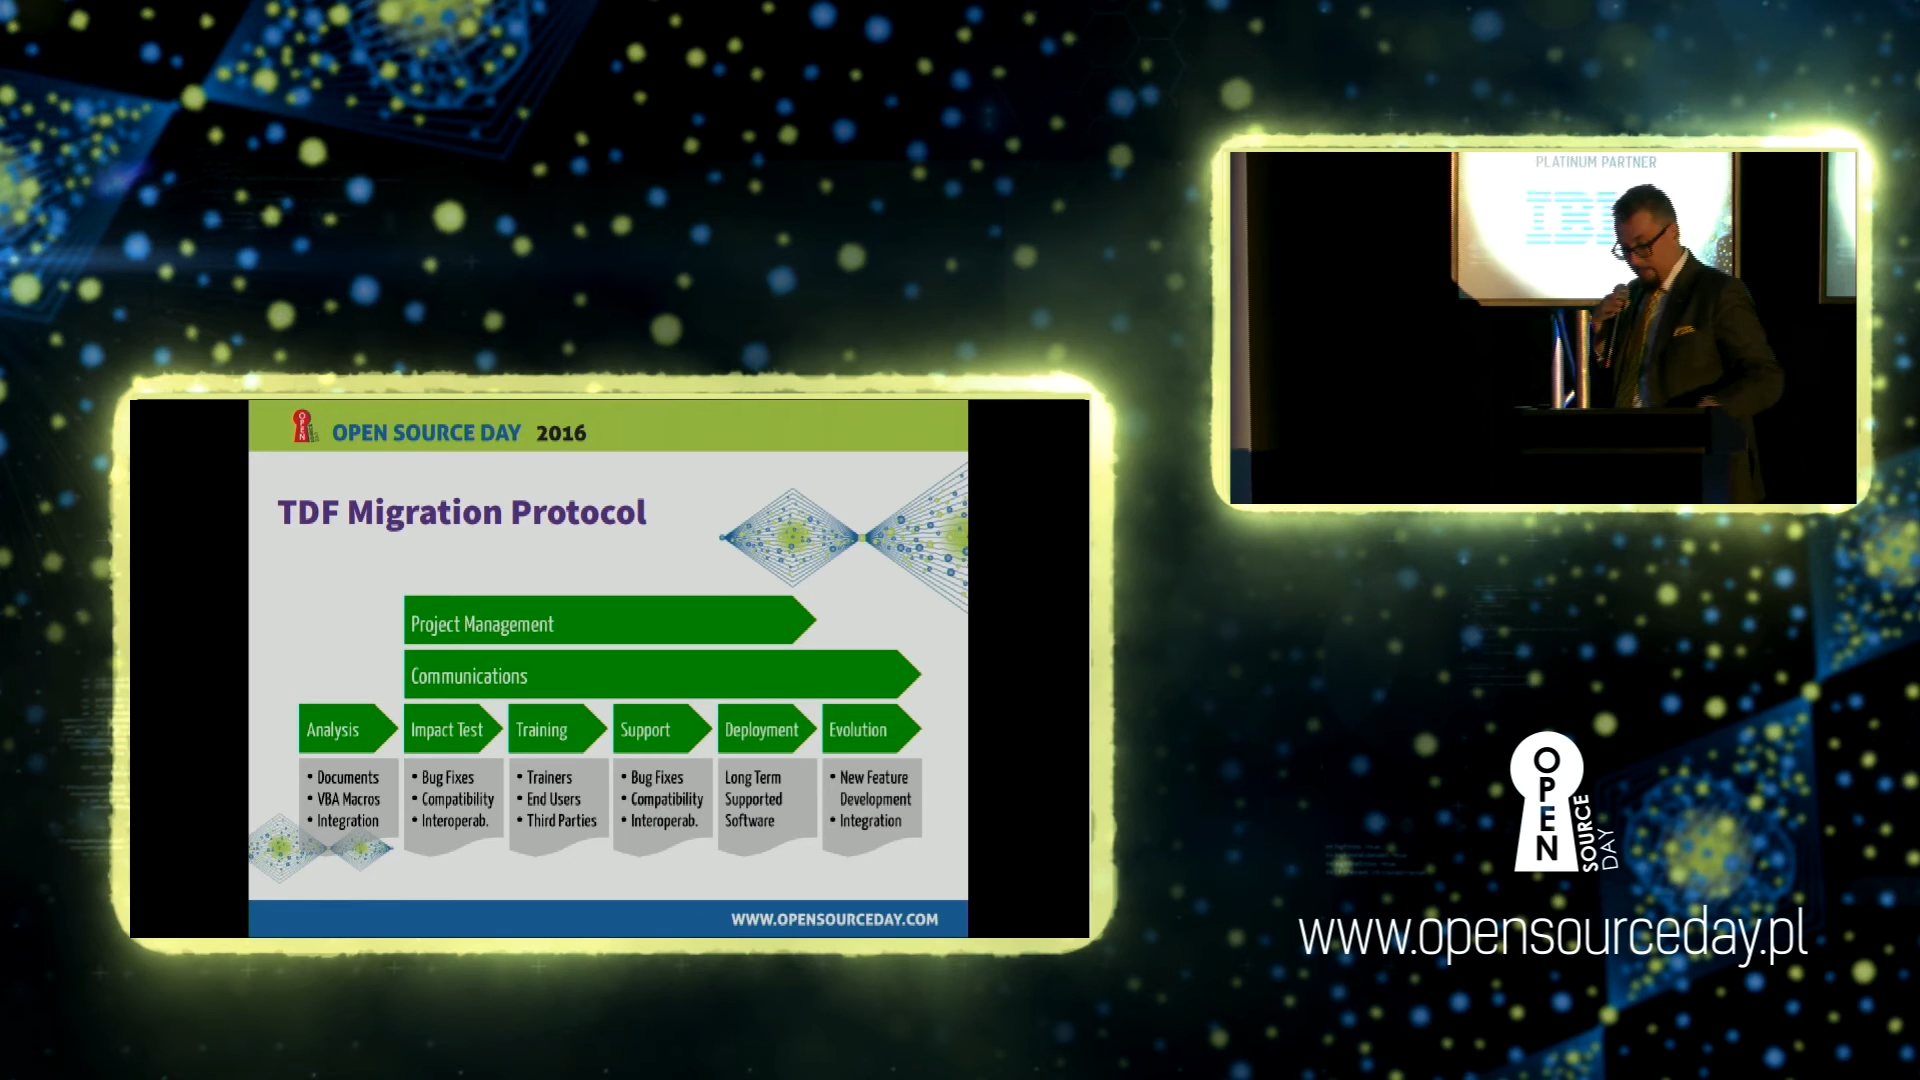 PLATINUM PARTNER
IBM
OPEN SOURCE DAY 2016
TDF Migration Protocol
Project Management
Communications
Analysis
• Documents
• VBA Macros
• Integration
Impact Test
• Bug Fixes
• Compatibility
• Interoperab.
Training
• Trainers
• End Users
• Third Parties
Support
• Bug Fixes
• Compatibility
• Interoperab.
Deployment
Long Term
Supported
Software
Evolution
• New Feature
Development
• Integration
WWW.OPENSOURCEDAY.COM
OPEN
SOURCE
DAY
www.opensourceday.pl